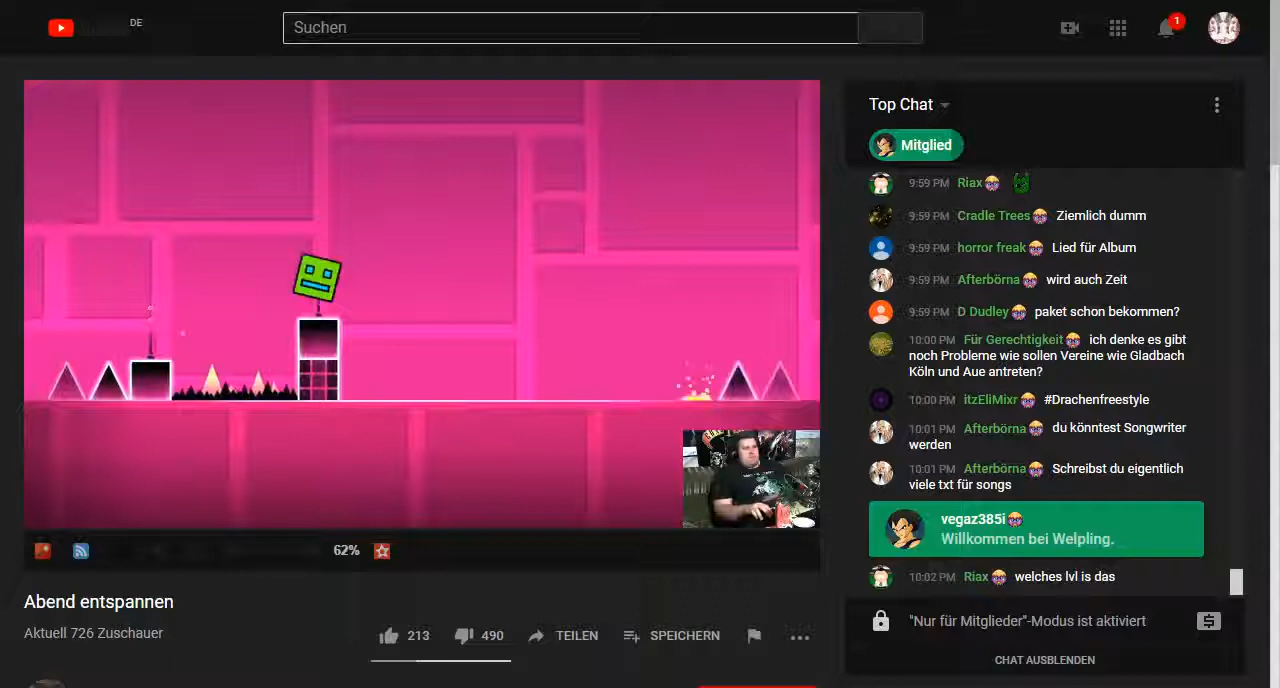 DE
Suchen
1
Top Chat
Mitglied
9:59 PM Riax
9:59 PM Cradle Trees Ziemlich dumm
9:59 PM horror freak Lied für Album
9:59 PM Afterbörna wird auch Zeit
9:59 PM D Dudley paket schon bekommen?
10:00 PM Für Gerechtigkeit ich denke es gibt
noch Probleme wie sollen Vereine wie Gladbach
Köln und Aue antreten?
10:00 PM itzEliMixr #Drachenfreestyle
10:01 PM Afterbörna du könntest Songwriter
werden
10:01 PM Afterbörna Schreibst du eigentlich
viele txt für songs
vegaz385i
Willkommen bei Welpling.
10:02 PM Riax welches lvl is das
"Nur für Mitglieder"-Modus ist aktiviert
CHAT AUSBLENDEN
62%
Abend entspannen
Aktuell 726 Zuschauer
213 490 TEILEN SPEICHERN